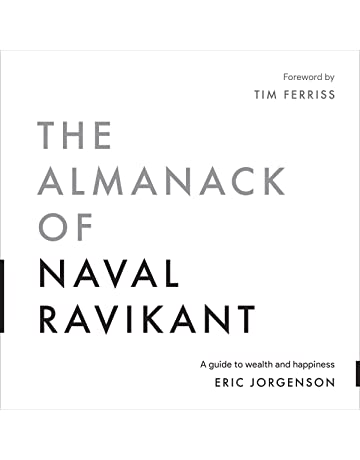 Foreword by
TIM FERRISS
THE
ALMANACK
OF
NAVAL
RAVIKANT
A guide to wealth and happiness
ERIC JORGENSON